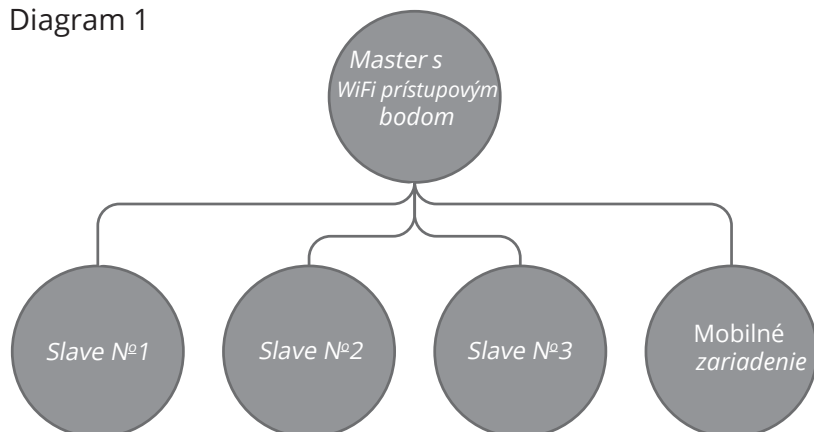 Diagram 1
Master s
WiFi prístupovým
bodom
Slave Nº1
Slave Nº2
Slave Nº3
Mobilné
zariadenie